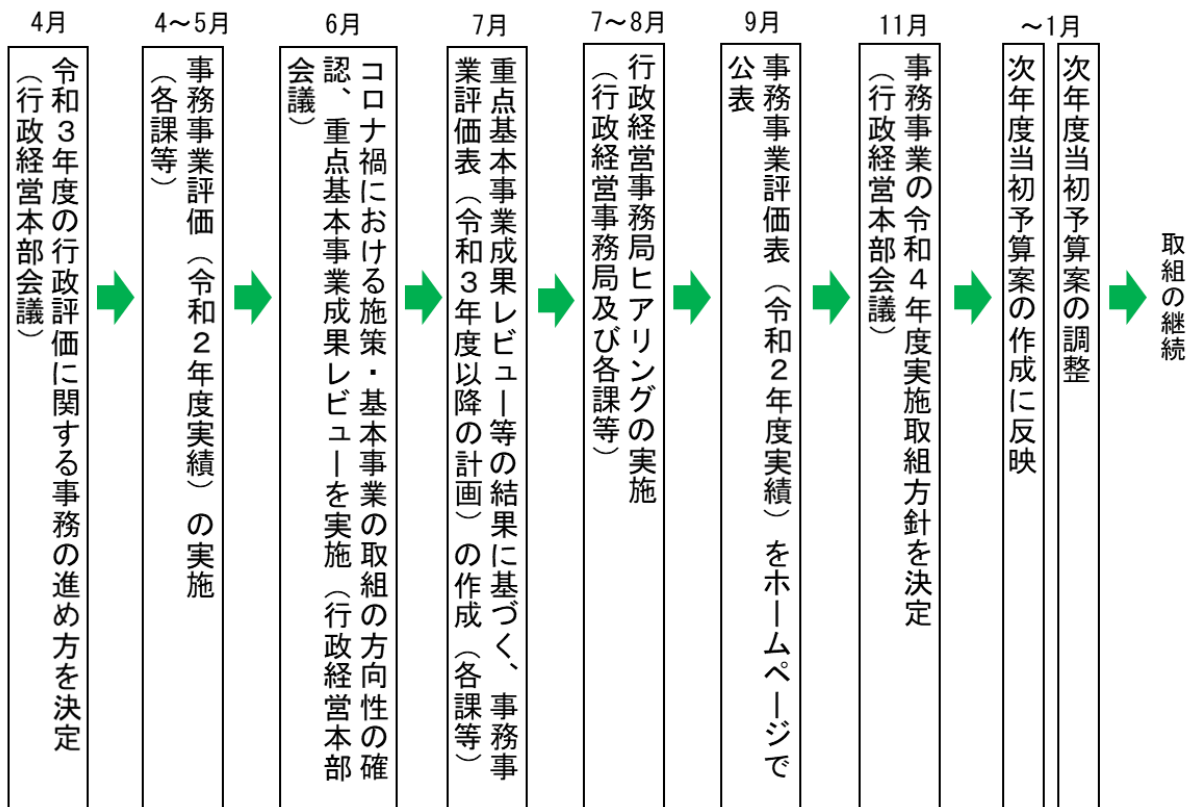 4月
令和３年度の行政評価に関する事務の進め方を決定
（行政経営本部会議）
4～5月
事務事業評価（令和２年度実績）の実施
（各課等）
6月
コロナ禍における施策・基本事業の取組の方向性の確
認、重点基本事業成果レビューを実施（行政経営本部
会議）
7月
重点基本事業成果レビュー等の結果に基づく、事務事
業評価表（令和３年度以降の計画）の作成（各課等）
7～8月
行政経営事務局ヒアリングの実施
（行政経営事務局及び各課等）
9月
事務事業評価表（令和２年度実績）をホームページで
公表
11月
事務事業の令和４年度実施取組方針を決定
（行政経営本部会議）
～1月
次年度当初予算案の調整
次年度当初予算案の作成に反映
取組の継続